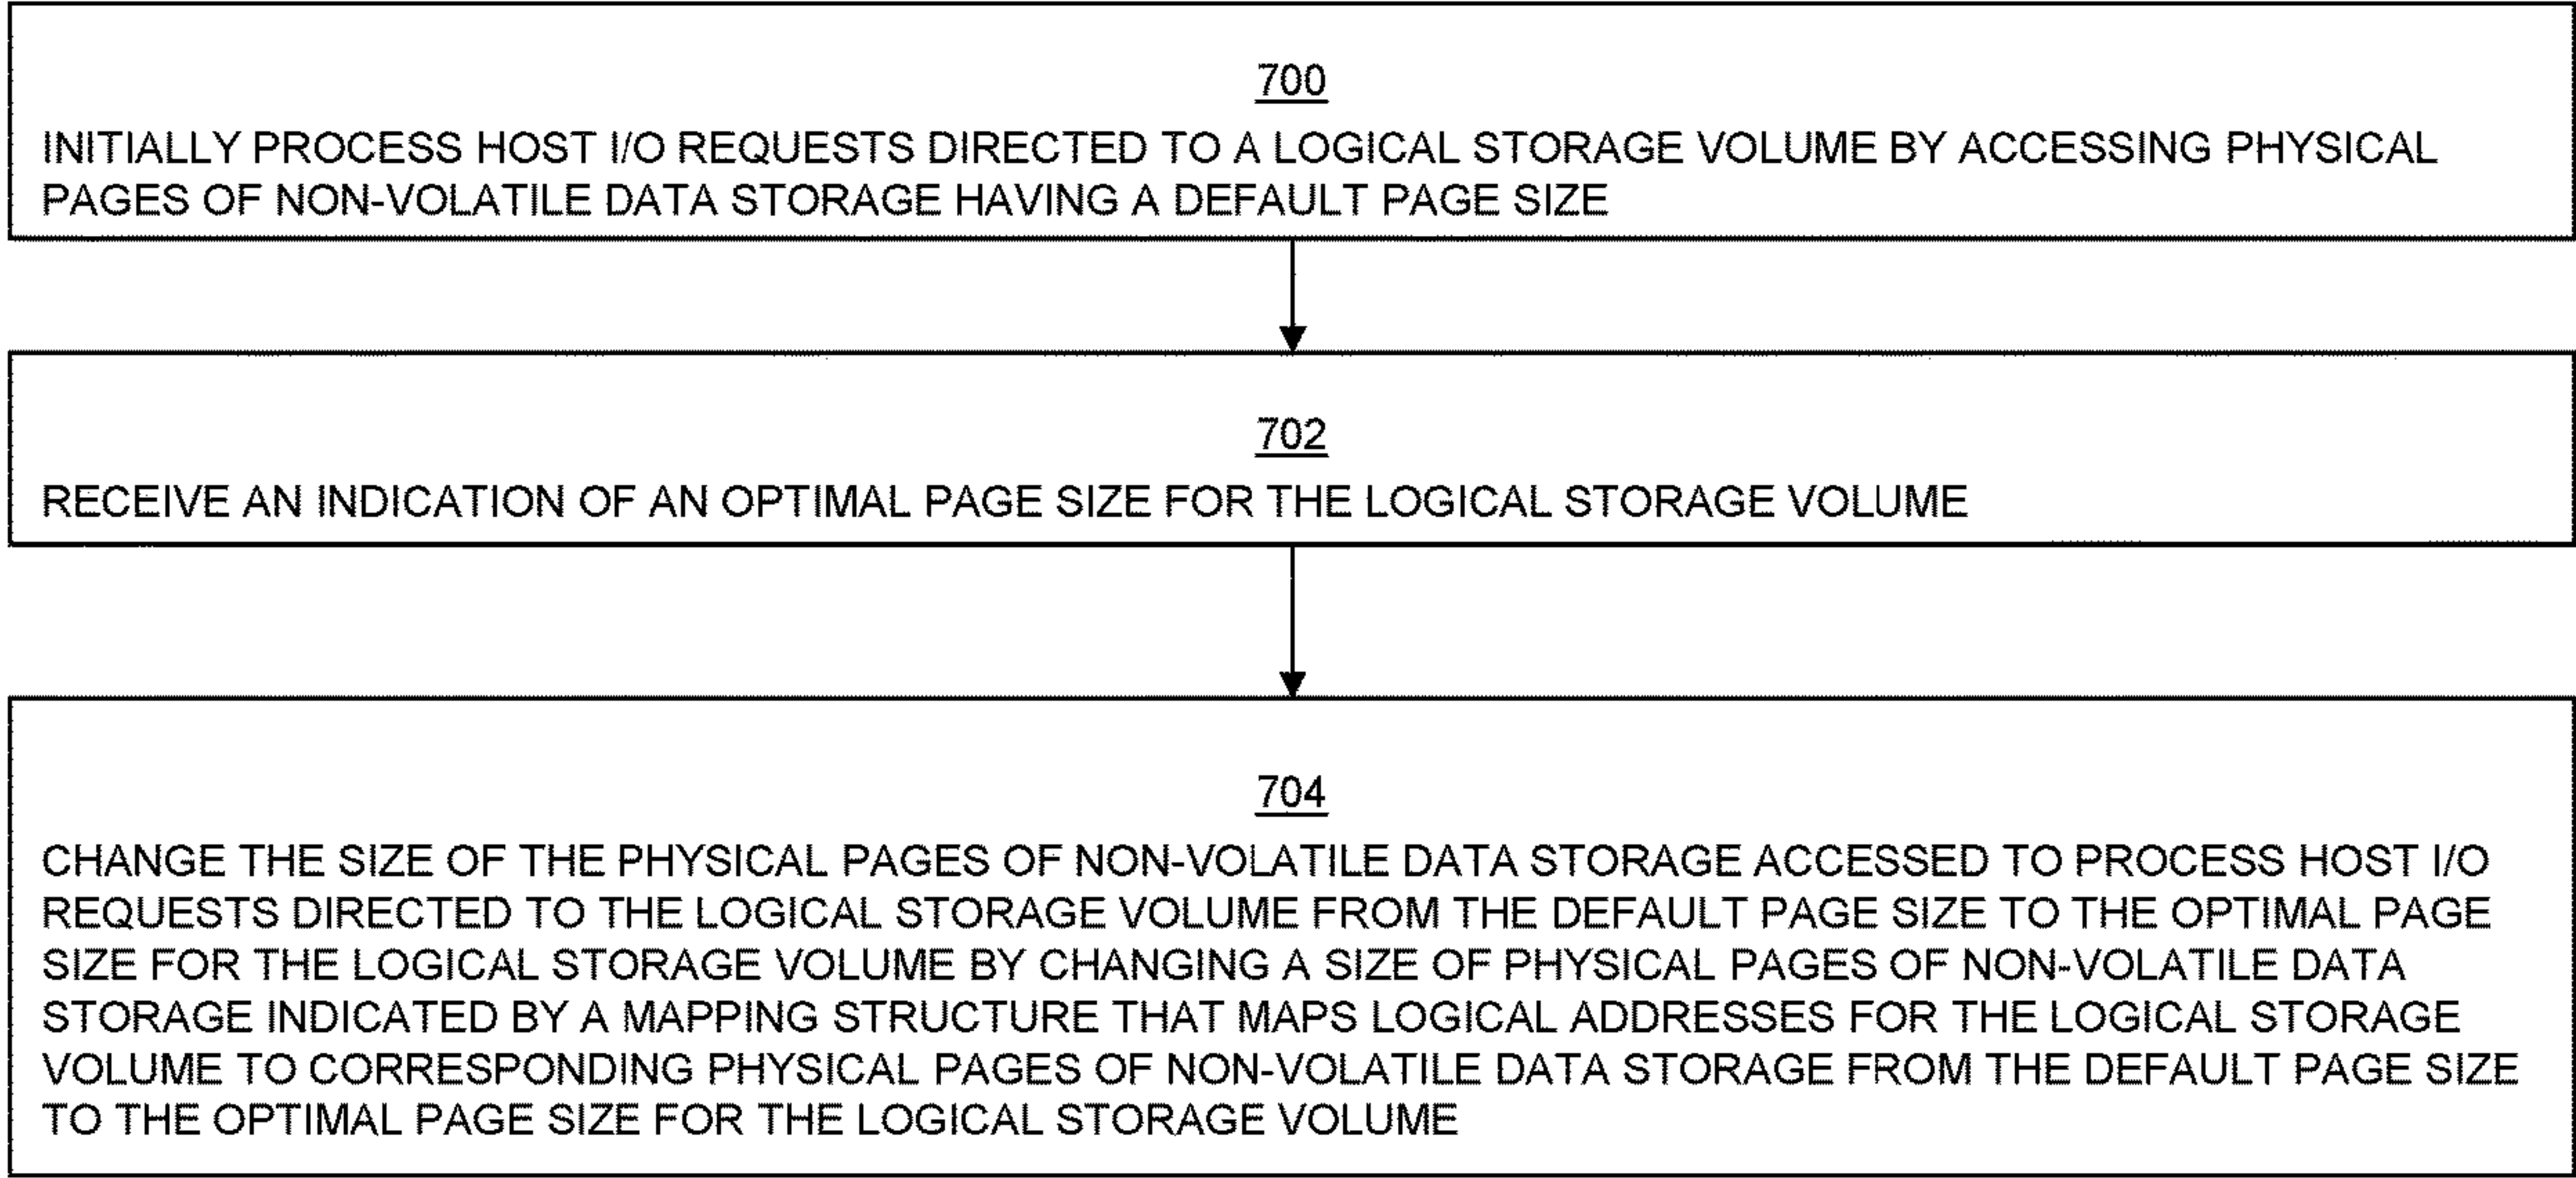 700
INITIALLY PROCESS HOST I/O REQUESTS DIRECTED TO A LOGICAL STORAGE VOLUME BY ACCESSING PHYSICAL
PAGES OF NON-VOLATILE DATA STORAGE HAVING A DEFAULT PAGE SIZE
702
RECEIVE AN INDICATION OF AN OPTIMAL PAGE SIZE FOR THE LOGICAL STORAGE VOLUME
704
CHANGE THE SIZE OF THE PHYSICAL PAGES OF NON-VOLATILE DATA STORAGE ACCESSED TO PROCESS HOST I/O
REQUESTS DIRECTED TO THE LOGICAL STORAGE VOLUME FROM THE DEFAULT PAGE SIZE TO THE OPTIMAL PAGE
SIZE FOR THE LOGICAL STORAGE VOLUME BY CHANGING A SIZE OF PHYSICAL PAGES OF NON-VOLATILE DATA
STORAGE INDICATED BY A MAPPING STRUCTURE THAT MAPS LOGICAL ADDRESSES FOR THE LOGICAL STORAGE
VOLUME TO CORRESPONDING PHYSICAL PAGES OF NON-VOLATILE DATA STORAGE FROM THE DEFAULT PAGE SIZE
TO THE OPTIMAL PAGE SIZE FOR THE LOGICAL STORAGE VOLUME